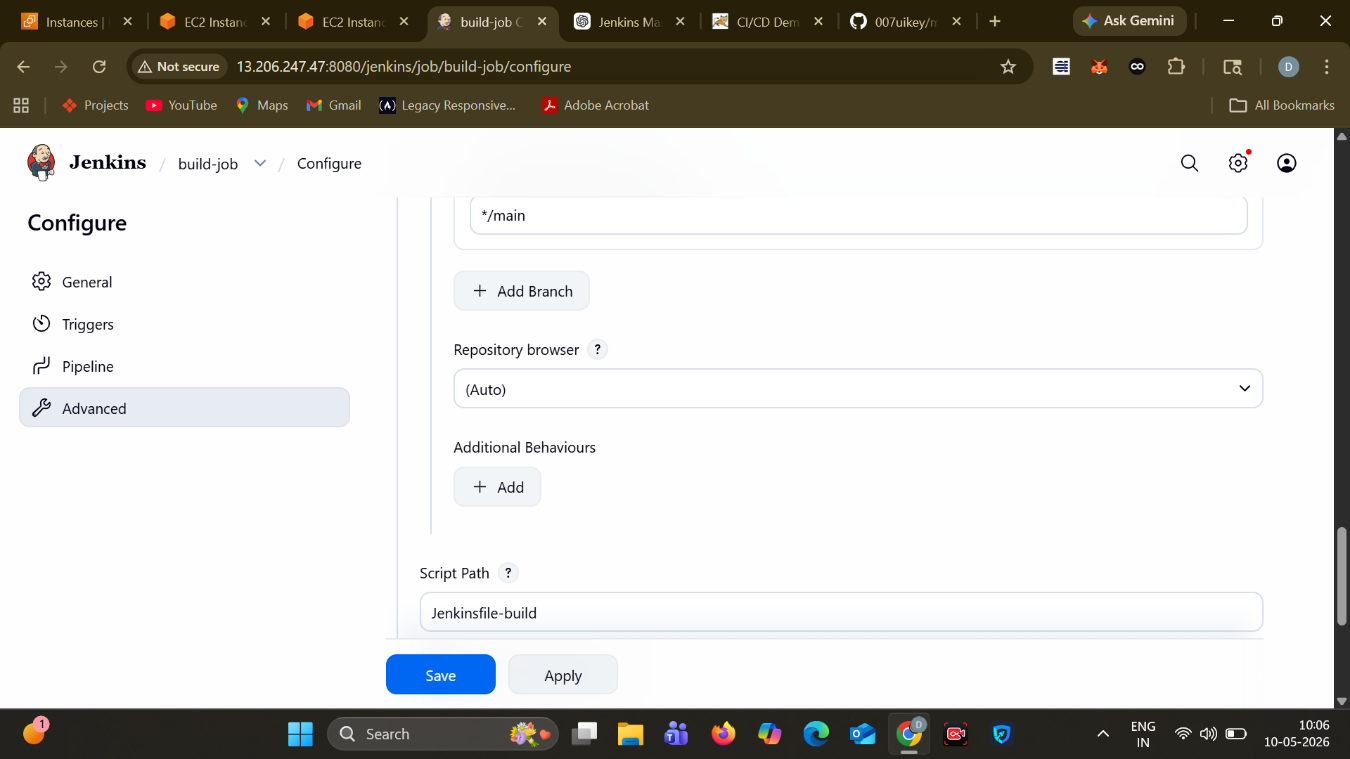 Instances |
EC2 Instanc
EC2 Instanc
build-job C
Jenkins Ma
CI/CD Dem
007uikey/m
Ask Gemini
Not secure
13.206.247.47:8080/jenkins/job/build-job/configure
D
Projects
YouTube
Maps
Gmail
Legacy Responsive...
Adobe Acrobat
All Bookmarks
Jenkins / build-job / Configure
Configure
General
Triggers
Pipeline
Advanced
*/main
+ Add Branch
Repository browser ?
(Auto)
Additional Behaviours
+ Add
Script Path ?
Jenkinsfile-build
Save
Apply
1
Search
D
ENG
IN
10:06
10-05-2026